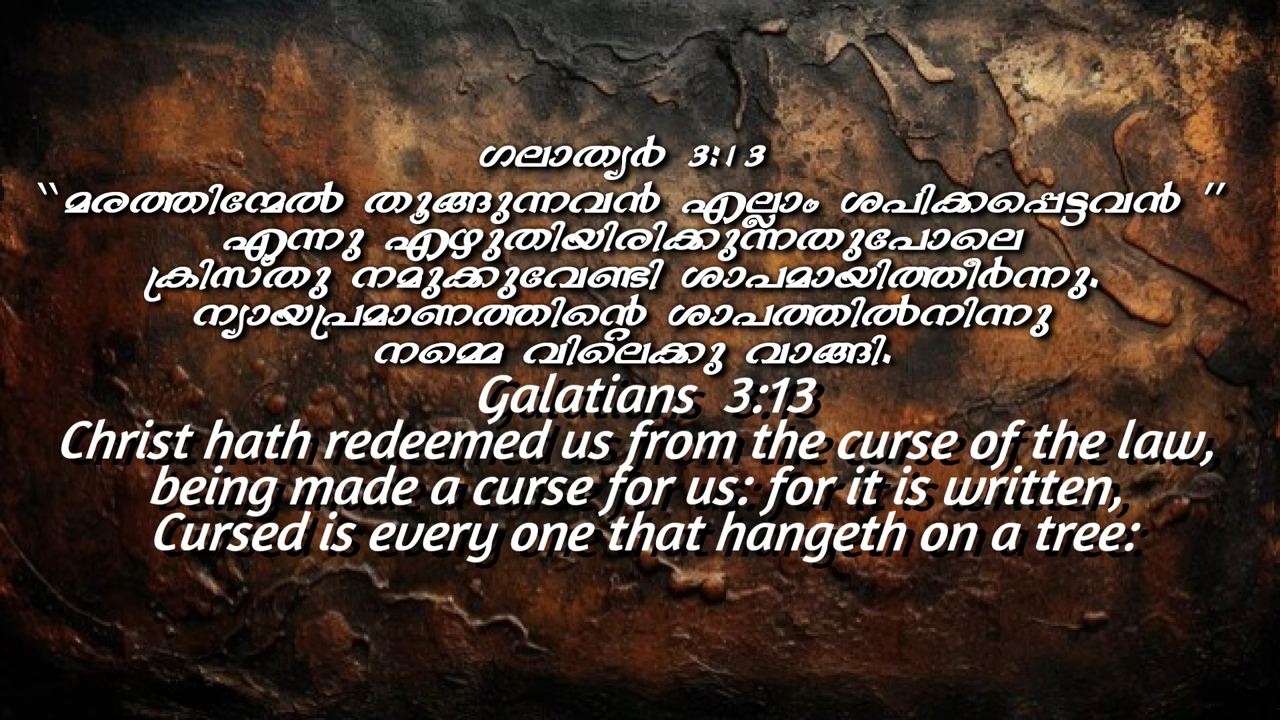 ഗലാത്യർ 3:13
“മരത്തിന്മേൽ തൂങ്ങുന്നവൻ എല്ലാം ശപിക്കപ്പെട്ടവൻ ”
എന്നു എഴുതിയിരിക്കുന്നതുപോലെ
ക്രിസ്തു നമുക്കുവേണ്ടി ശാപമായിത്തീർന്നു.
ന്യായപ്രമാണത്തിന്റെ ശാപത്തിൽനിന്നു
നമ്മെ വിലെക്കു വാങ്ങി.
Galatians 3:13
Christ hath redeemed us from the curse of the law,
being made a curse for us: for it is written,
Cursed is every one that hangeth on a tree: